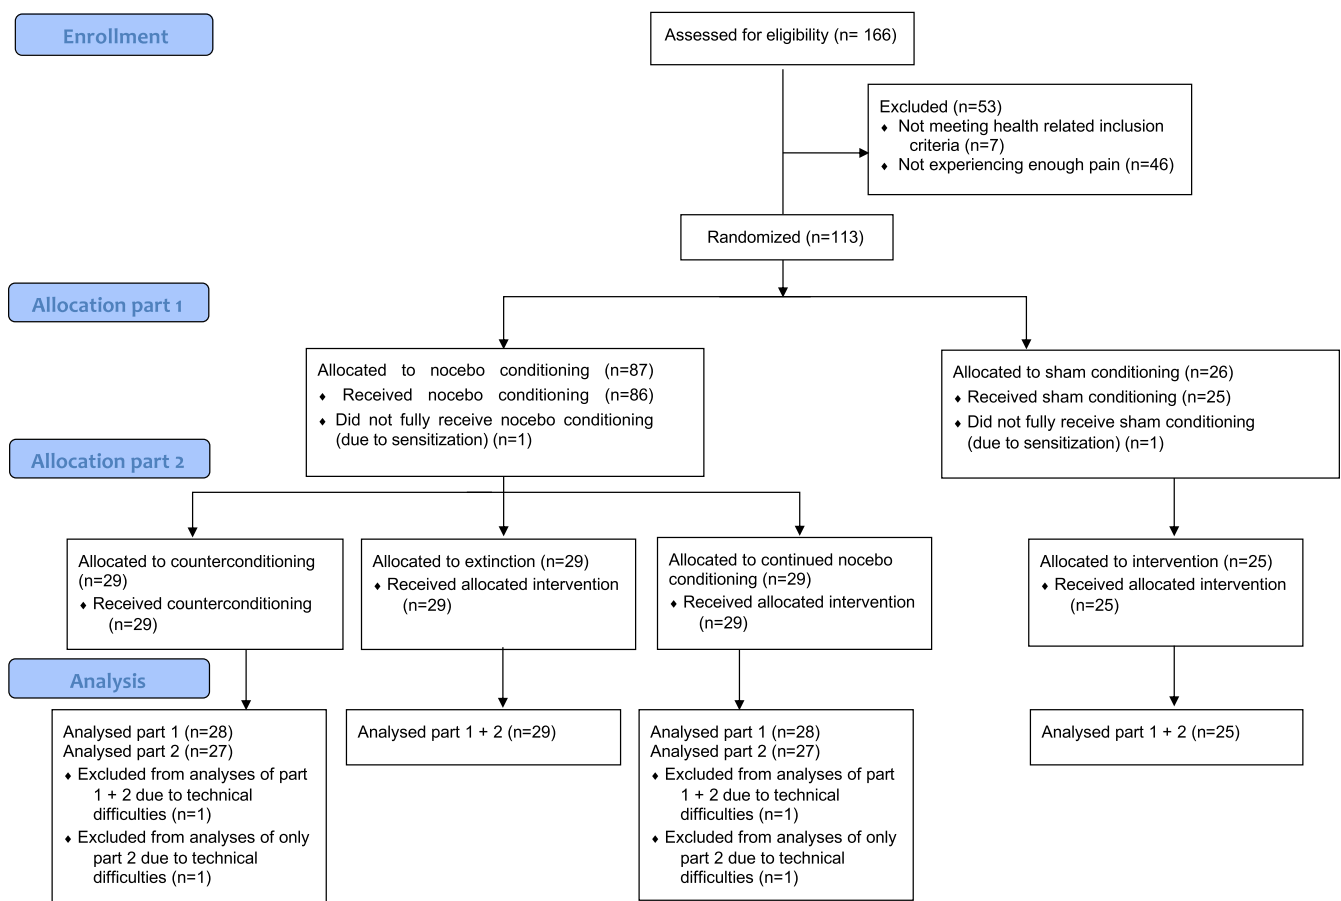 Enrollment
Assessed for eligibility (n= 166)
Excluded (n=53)
♦ Not meeting health related inclusion
criteria (n=7)
♦ Not experiencing enough pain (n=46)
Randomized (n=113)
Allocation part 1
Allocated to nocebo conditioning (n=87)
♦ Received nocebo conditioning (n=86)
♦ Did not fully receive nocebo conditioning
(due to sensitization) (n=1)
Allocated to sham conditioning (n=26)
♦ Received sham conditioning (n=25)
♦ Did not fully receive sham conditioning
(due to sensitization) (n=1)
Allocation part 2
Allocated to counterconditioning
(n=29)
♦ Received counterconditioning
(n=29)
Allocated to extinction (n=29)
♦ Received allocated intervention
(n=29)
Allocated to continued nocebo
conditioning (n=29)
♦ Received allocated intervention
(n=29)
Allocated to intervention (n=25)
♦ Received allocated intervention
(n=25)
Analysis
Analysed part 1 (n=28)
Analysed part 2 (n=27)
♦ Excluded from analyses of part
1 + 2 due to technical
difficulties (n=1)
♦ Excluded from analyses of only
part 2 due to technical
difficulties (n=1)
Analysed part 1 + 2 (n=29)
Analysed part 1 (n=28)
Analysed part 2 (n=27)
♦ Excluded from analyses of part
1 + 2 due to technical
difficulties (n=1)
♦ Excluded from analyses of only
part 2 due to technical
difficulties (n=1)
Analysed part 1 + 2 (n=25)